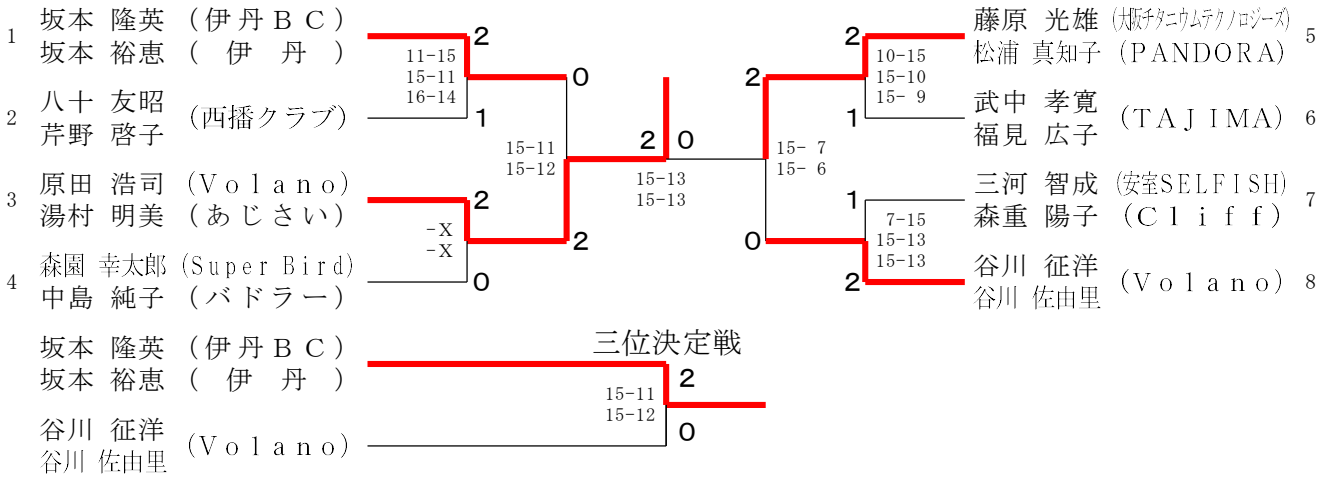 1 坂本 隆英 (伊丹BC)
坂本 裕恵 (伊 丹)
2
11-15
15-11
16-14
0
2 八十 友昭 (西播クラブ)
芹野 啓子
1
15-11
15-12
3 原田 浩司 (Volano)
湯村 明美 (あじさい)
2
-X
-X
2
4 森園 幸太郎 (Super Bird)
中島 純子 (バドラー)
0
2 0
15-13
15-13
藤原 光雄 (大阪チタニウムテクノロジーズ) 5
松浦 真知子 (PANDORA)
2
10-15
15-10
15- 9
2
武中 孝寛 (TAJIMA) 6
福見 広子
1
15- 7
15- 6
三河 智成 (安室SELFISH) 7
森重 陽子 (Cliff)
1
7-15
15-13
15-13
0
谷川 征洋 (Volano) 8
谷川 佐由里
2
三位決定戦
坂本 隆英 (伊丹BC)
坂本 裕恵 (伊 丹)
2
15-11
15-12
谷川 征洋 (Volano)
谷川 佐由里
0